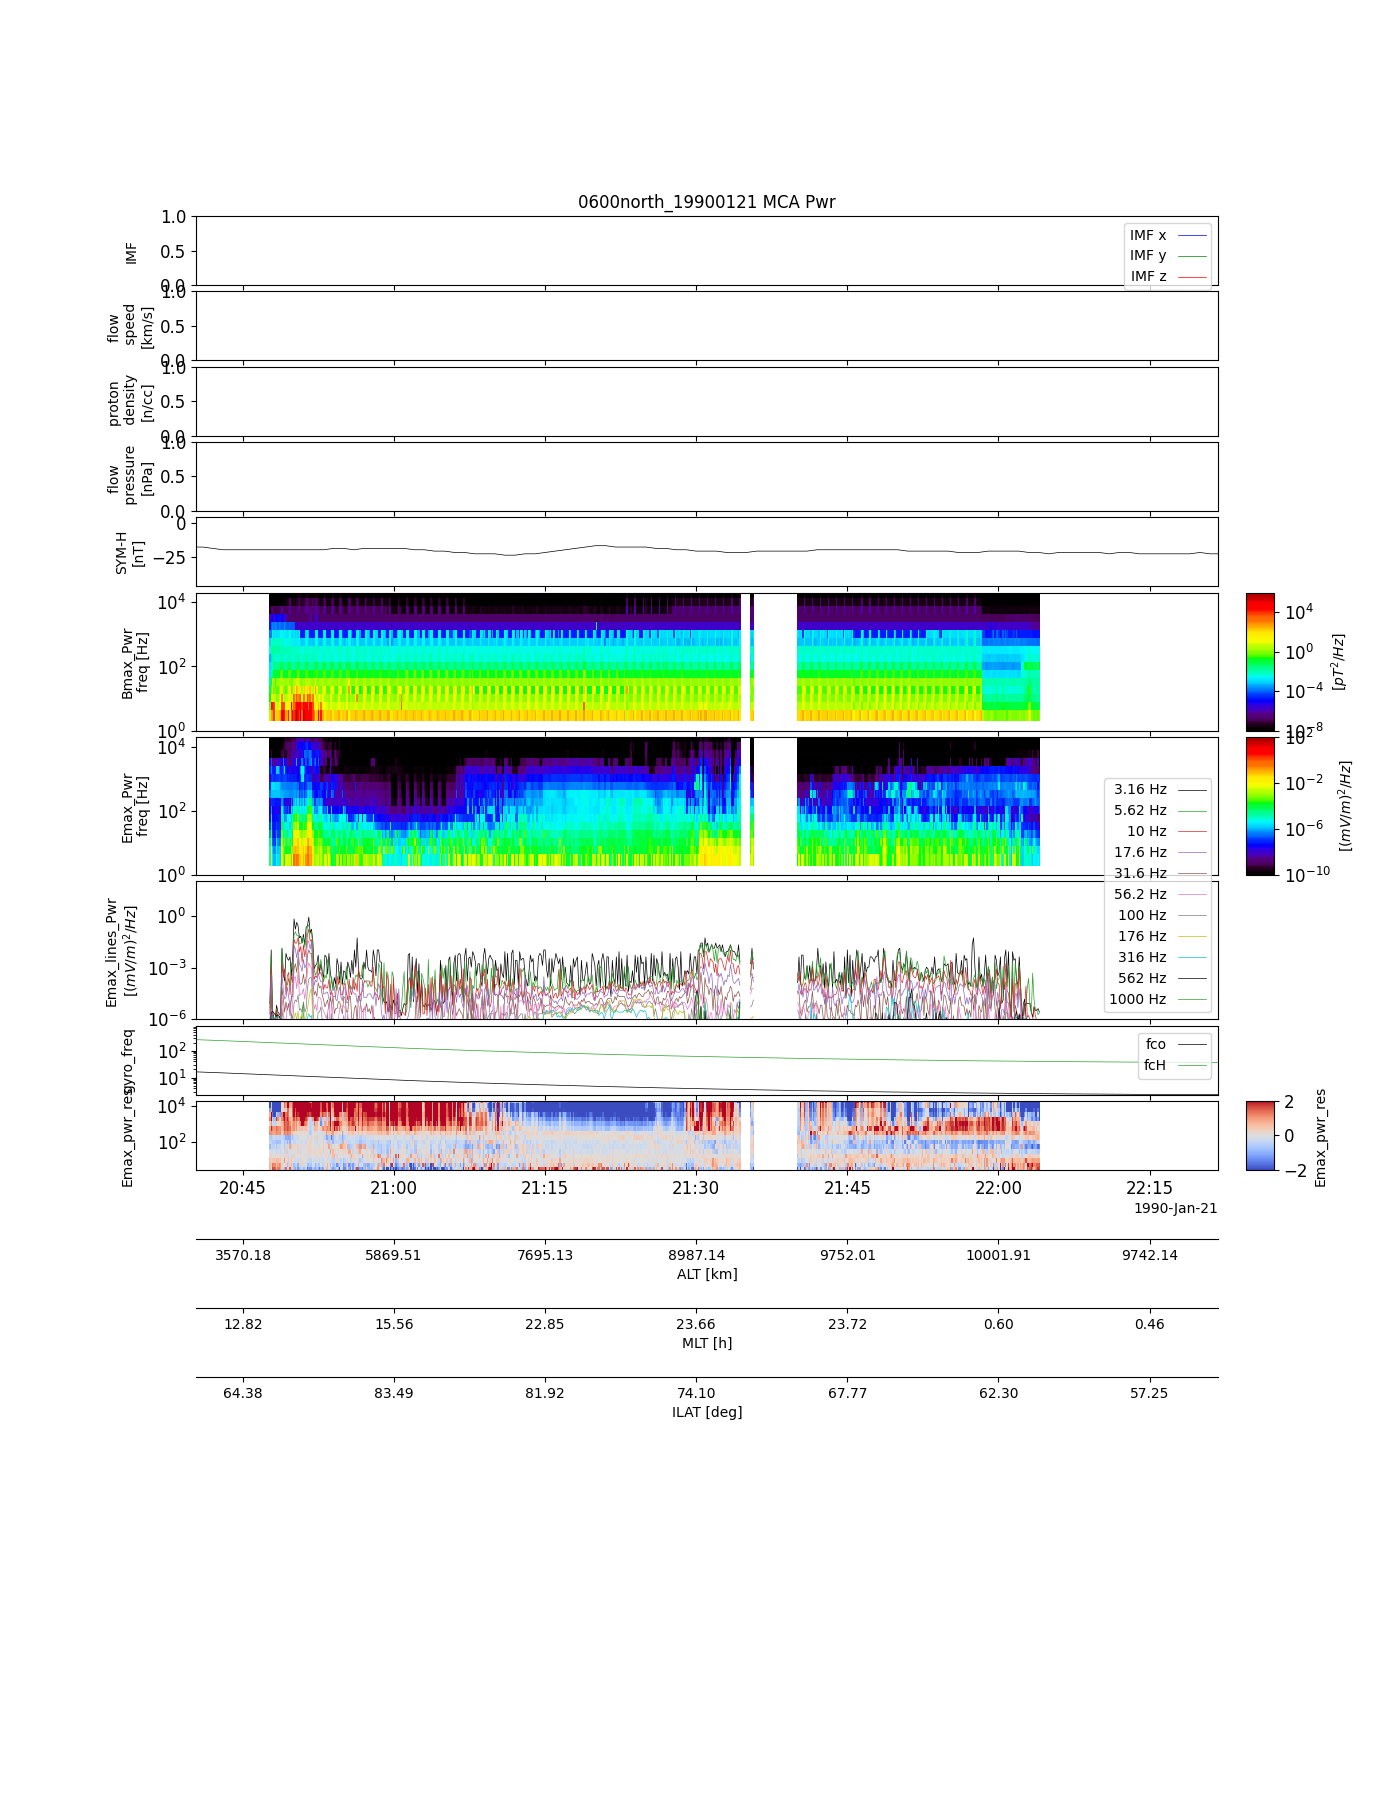 0600north_19900121 MCA Pwr
1.0
0.5
0.0
IMF
IMF x
IMF y
IMF z
1.0
0.5
0.0
flow
speed
[km/s]
1.0
0.5
0.0
proton
density
[n/cc]
1.0
0.5
0.0
flow
pressure
[nPa]
0
−25
SYM-H
[nT]
10^4
10^2
10^0
Bmax_Pwr
freq [Hz]
10^4
10^0
10^−4
10^−8
[pT^2/Hz]
10^4
10^2
10^0
Emax_Pwr
freq [Hz]
10^2
10^−2
10^−6
10^−10
[(mV/m)^2/Hz]
3.16 Hz
5.62 Hz
10 Hz
17.6 Hz
31.6 Hz
56.2 Hz
100 Hz
176 Hz
316 Hz
562 Hz
1000 Hz
10^0
10^−3
10^−6
Emax_lines_Pwr
[(mV/m)^2/Hz]
10^2
10^1
gyro_freq
fco
fcH
10^4
10^2
Emax_pwr_res
2
0
−2
Emax_pwr_res
20:45 21:00 21:15 21:30 21:45 22:00 22:15
1990-Jan-21
3570.18 5869.51 7695.13 8987.14 9752.01 10001.91 9742.14
ALT [km]
12.82 15.56 22.85 23.66 23.72 0.60 0.46
MLT [h]
64.38 83.49 81.92 74.10 67.77 62.30 57.25
ILAT [deg]